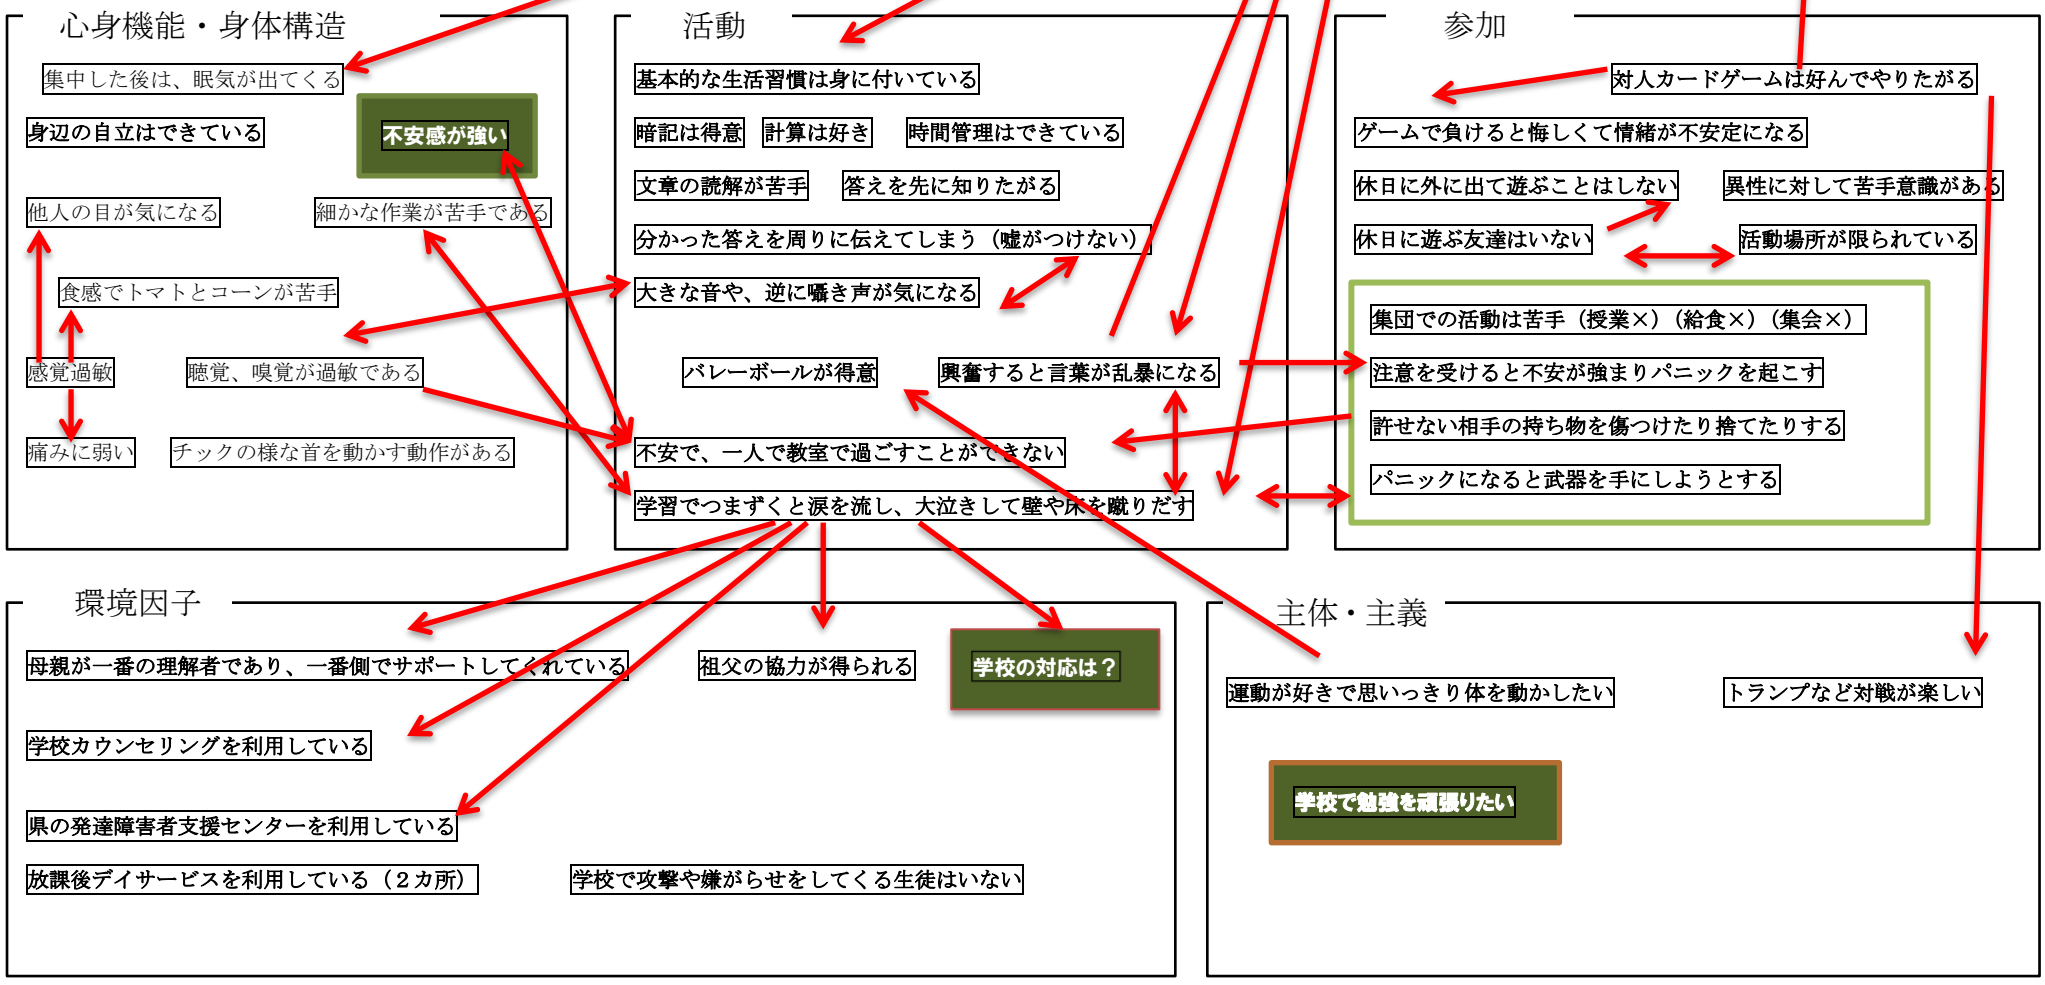 心身機能・身体構造
集中した後は、眠気が出てくる
身辺の自立はできている
不安感が強い
他人の目が気になる
細かな作業が苦手である
食感でトマトとコーンが苦手
感覚過敏
聴覚、嗅覚が過敏である
痛みに弱い
チックの様な首を動かす動作がある
活動
基本的な生活習慣は身に付いている
暗記は得意
計算は好き
時間管理はできている
文章の読解が苦手
答えを先に知りたがる
分かった答えを周りに伝えてしまう（嘘がつけない）
大きな音や、逆に囁き声が気になる
バレーボールが得意
興奮すると言葉が乱暴になる
不安で、一人で教室で過ごすことができない
学習でつまずくと涙を流し、大泣きして壁や床を蹴りだす
参加
対人カードゲームは好んでやりたがる
ゲームで負けると悔しくて情緒が不安定になる
休日に外に出て遊ぶことはしない
異性に対して苦手意識がある
休日に遊ぶ友達はいない
活動場所が限られている
集団での活動は苦手（授業×）（給食×）（集会×）
注意を受けると不安が強まりパニックを起こす
許せない相手の持ち物を傷つけたり捨てたりする
パニックになると武器を手にしようとする
環境因子
母親が一番の理解者であり、一番側でサポートしてくれている
祖父の協力が得られる
学校の対応は？
学校カウンセリングを利用している
県の発達障害者支援センターを利用している
放課後デイサービスを利用している（２カ所）
学校で攻撃や嫌がらせをしてくる生徒はいない
主体・主義
運動が好きで思いっきり体を動かしたい
トランプなど対戦が楽しい
学校で勉強を頑張りたい